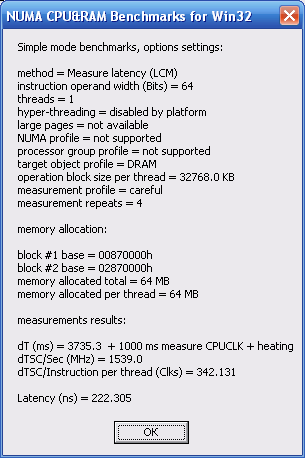 NUMA CPU&RAM Benchmarks for Win32
Simple mode benchmarks, options settings:
method = Measure latency (LCM)
instruction operand width (Bits) = 64
threads = 1
hyper-threading = disabled by platform
large pages = not available
NUMA profile = not supported
processor group profile = not supported
target object profile = DRAM
operation block size per thread = 32768.0 KB
measurement profile = careful
measurement repeats = 4
memory allocation:
block #1 base = 00870000h
block #2 base = 02870000h
memory allocated total = 64 MB
memory allocated per thread = 64 MB
measurements results:
dT (ms) = 3735.3 + 1000 ms measure CPUCLK + heating
dTSC/Sec (MHz) = 1539.0
dTSC/Instruction per thread (Clks) = 342.131
Latency (ns) = 222.305
OK